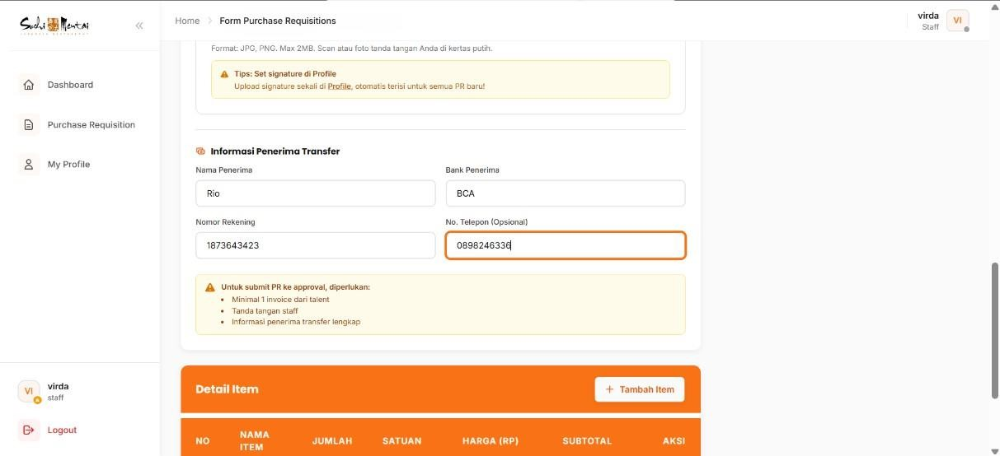 Sushi Mentai
Home > Form Purchase Requisitions
virda
Staff
VI
Dashboard
Purchase Requisition
My Profile
Format: JPG, PNG. Max 2MB. Scan atau foto tanda tangan Anda di kertas putih.
Tips: Set signature di Profile
Upload signature sekali di Profile, otomatis terisi untuk semua PR baru!
Informasi Penerima Transfer
Nama Penerima
Bank Penerima
Rio
BCA
Nomor Rekening
No. Telepon (Opsional)
1873643423
0898246336
Untuk submit PR ke approval, diperlukan:
• Minimal 1 invoice dari talent
• Tanda tangan staff
• Informasi penerima transfer lengkap
Detail Item
+ Tambah Item
NO
NAMA
ITEM
JUMLAH
SATUAN
HARGA (RP)
SUBTOTAL
AKSI
VI
virda
staff
Logout